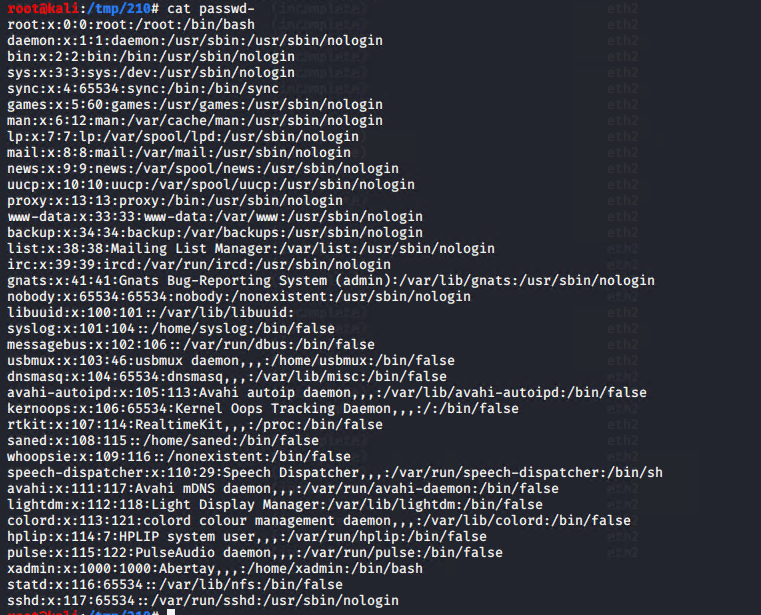 root@kali:/tmp/210# cat passwd-
root:x:0:0:root:/root:/bin/bash
daemon:x:1:1:daemon:/usr/sbin:/usr/sbin/nologin
bin:x:2:2:bin:/bin:/usr/sbin/nologin
sys:x:3:3:sys:/dev:/usr/sbin/nologin
sync:x:4:65534:sync:/bin:/bin/sync
games:x:5:60:games:/usr/games:/usr/sbin/nologin
man:x:6:12:man:/var/cache/man:/usr/sbin/nologin
lp:x:7:7:lp:/var/spool/lpd:/usr/sbin/nologin
mail:x:8:8:mail:/var/mail:/usr/sbin/nologin
news:x:9:9:news:/var/spool/news:/usr/sbin/nologin
uucp:x:10:10:uucp:/var/spool/uucp:/usr/sbin/nologin
proxy:x:13:13:proxy:/bin:/usr/sbin/nologin
www-data:x:33:33:www-data:/var/www:/usr/sbin/nologin
backup:x:34:34:backup:/var/backups:/usr/sbin/nologin
list:x:38:38:Mailing List Manager:/var/list:/usr/sbin/nologin
irc:x:39:39:ircd:/var/run/ircd:/usr/sbin/nologin
gnats:x:41:41:Gnats Bug-Reporting System (admin):/var/lib/gnats:/usr/sbin/nologin
nobody:x:65534:65534:nobody:/nonexistent:/usr/sbin/nologin
libuuid:x:100:101::/var/lib/libuuid:
syslog:x:101:104::/home/syslog:/bin/false
messagebus:x:102:106::/var/run/dbus:/bin/false
usbmux:x:103:46:usbmux daemon,,,:/home/usbmux:/bin/false
dnsmasq:x:104:65534:dnsmasq,,,:/var/lib/misc:/bin/false
avahi-autoipd:x:105:113:Avahi autoip daemon,,,:/var/lib/avahi-autoipd:/bin/false
kernoops:x:106:65534:Kernel Oops Tracking Daemon,,,:/:/bin/false
rtkit:x:107:114:RealtimeKit,,,:/proc:/bin/false
saned:x:108:115::/home/saned:/bin/false
whoopsie:x:109:116::/nonexistent:/bin/false
speech-dispatcher:x:110:29:Speech Dispatcher,,,:/var/run/speech-dispatcher:/bin/sh
avahi:x:111:117:Avahi mDNS daemon,,,:/var/run/avahi-daemon:/bin/false
lightdm:x:112:118:Light Display Manager:/var/lib/lightdm:/bin/false
colord:x:113:121:colord colour management daemon,,,:/var/lib/colord:/bin/false
hplip:x:114:7:HPLIP system user,,,:/var/run/hplip:/bin/false
pulse:x:115:122:PulseAudio daemon,,,:/var/run/pulse:/bin/false
xadmin:x:1000:1000:Abertay,,,:/home/xadmin:/bin/bash
statd:x:116:65534::/var/lib/nfs:/bin/false
sshd:x:117:65534::/var/run/sshd:/usr/sbin/nologin
root@kali:/tmp/210#